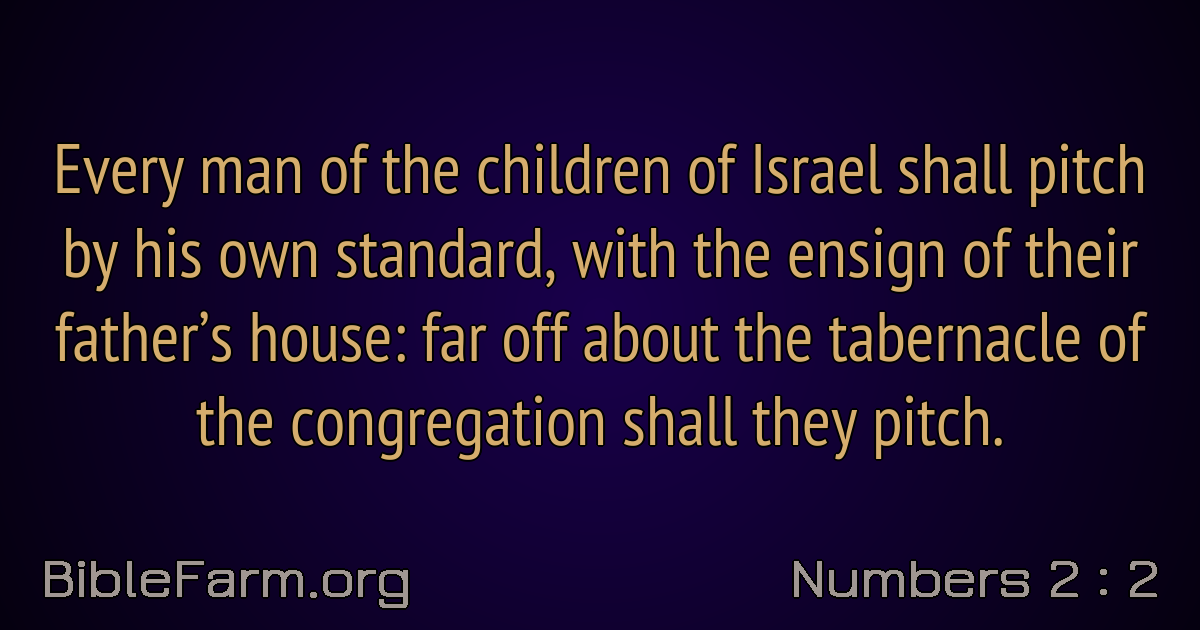 Every man of the children of Israel shall pitch
by his own standard, with the ensign of their
father’s house: far off about the tabernacle of
the congregation shall they pitch.
BibleFarm.org
Numbers 2 : 2